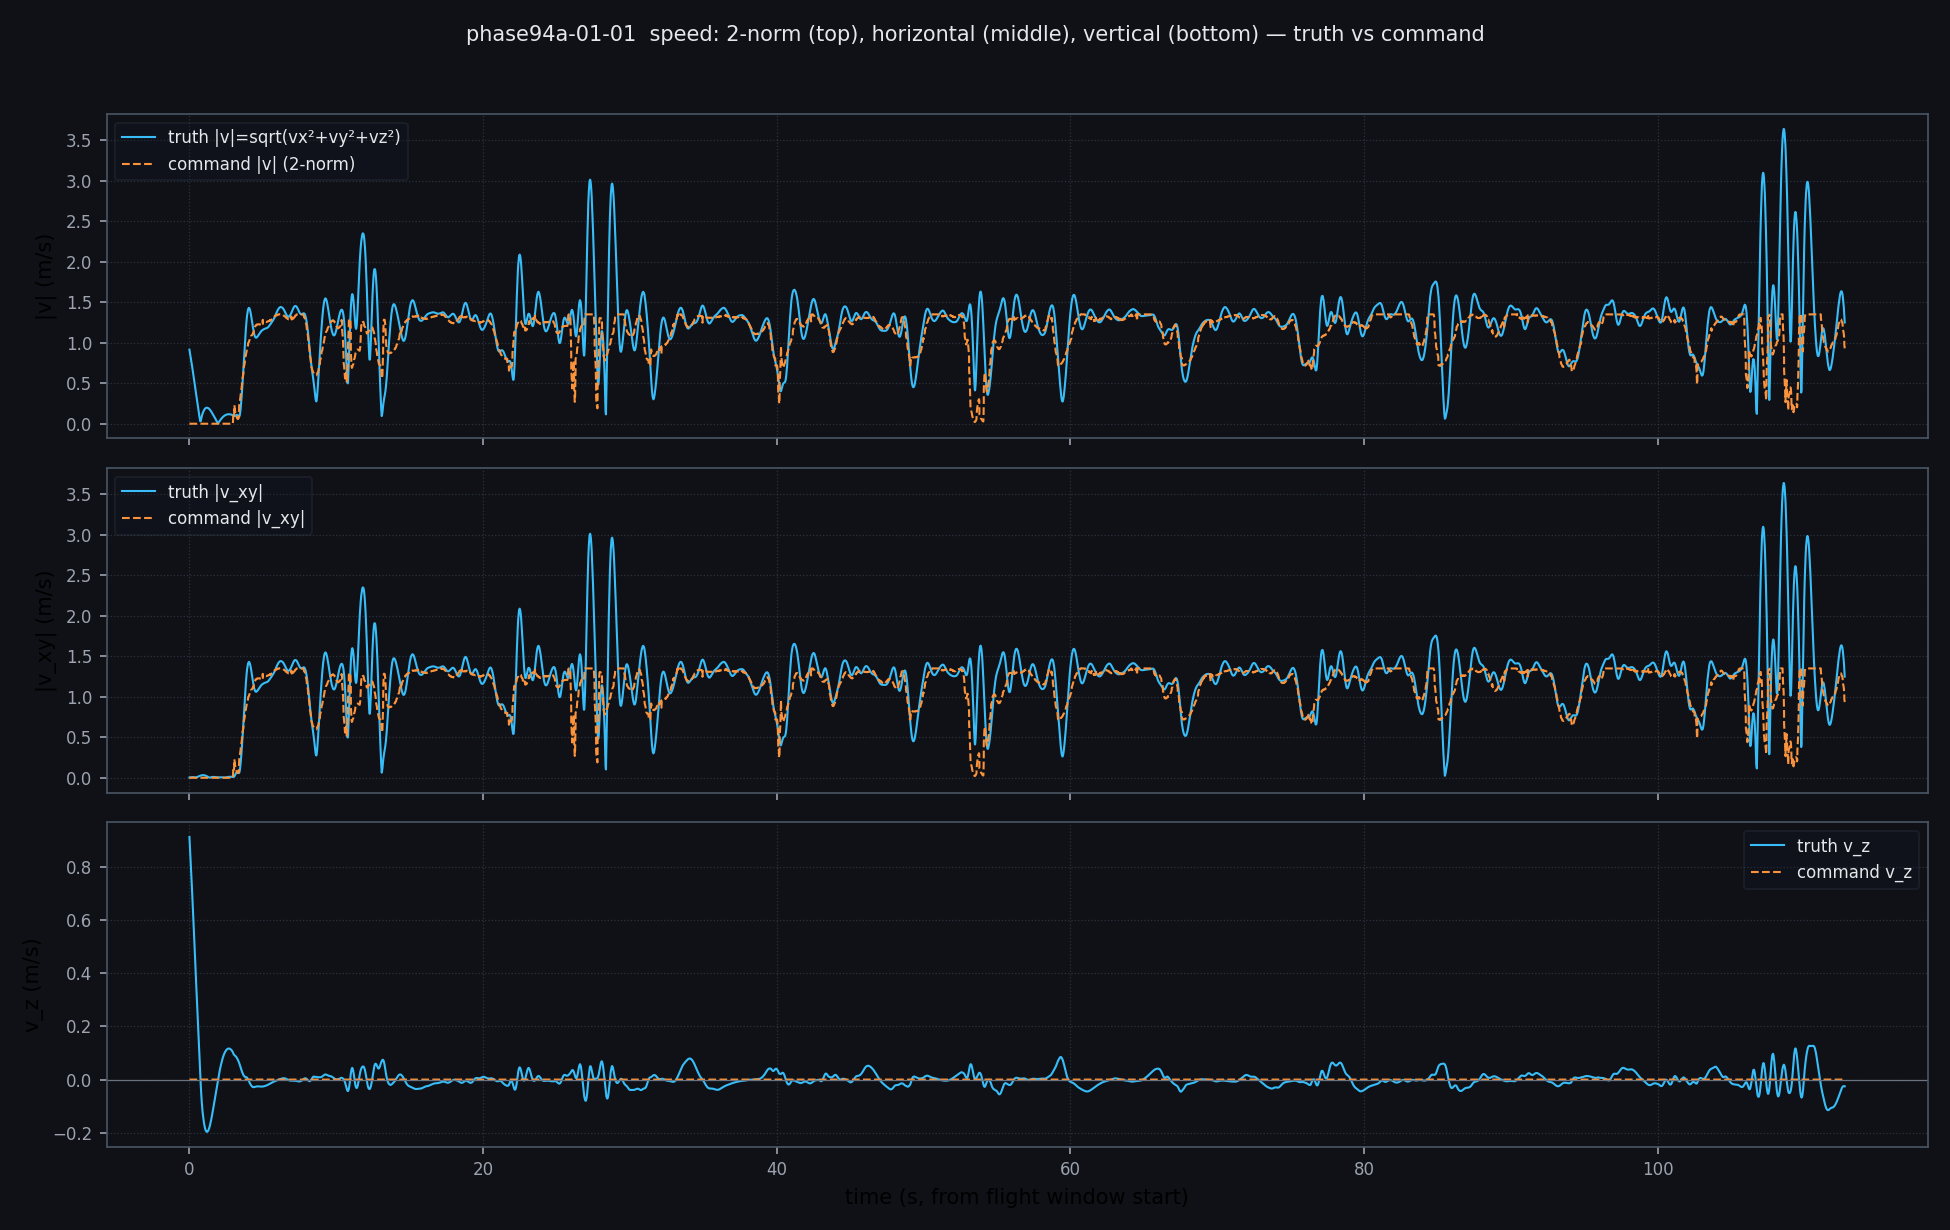 phase94a-01-01  speed: 2-norm (top), horizontal (middle), vertical (bottom) — truth vs command
|v| (m/s)
3.5
3.0
2.5
2.0
1.5
1.0
0.5
0.0
truth |v|=sqrt(vx²+vy²+vz²)
command |v| (2-norm)
|v_xy| (m/s)
3.5
3.0
2.5
2.0
1.5
1.0
0.5
0.0
truth |v_xy|
command |v_xy|
v_z (m/s)
0.8
0.6
0.4
0.2
0.0
−0.2
truth v_z
command v_z
0 20 40 60 80 100
time (s, from flight window start)